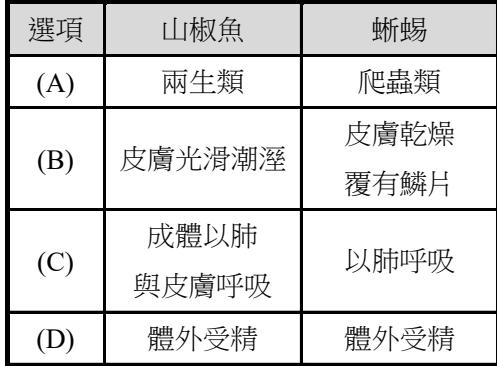 選項 山椒魚 蜥蜴
(A) 兩生類 爬蟲類
(B) 皮膚光滑潮溼 皮膚乾燥
覆有鱗片
(C) 成體以肺
與皮膚呼吸 以肺呼吸
(D) 體外受精 體外受精